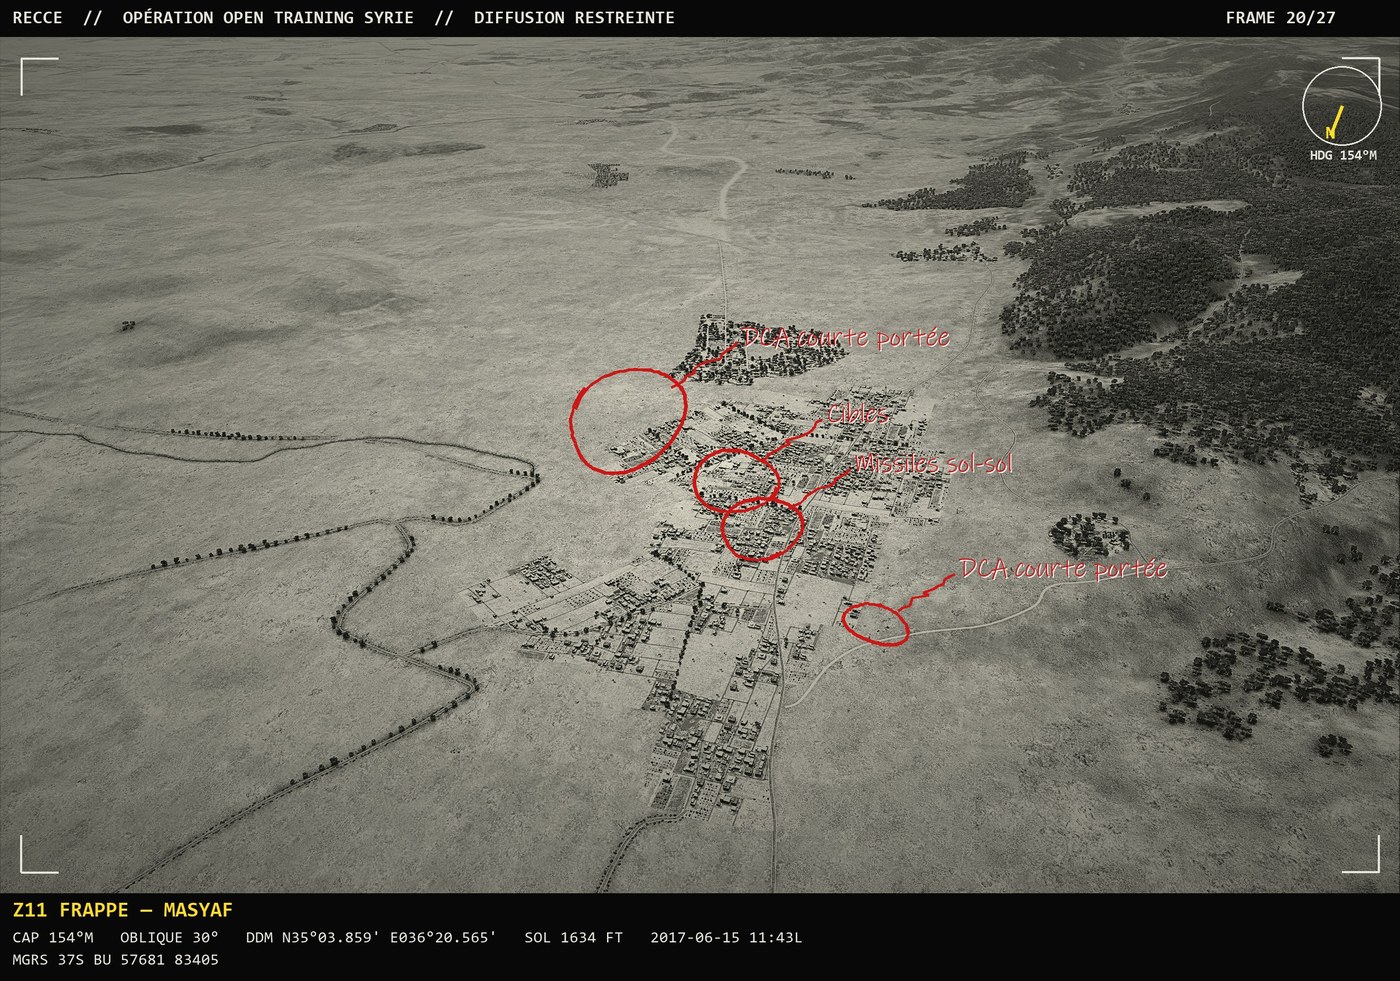 RECCE // OPÉRATION OPEN TRAINING SYRIE // DIFFUSION RESTREINTE FRAME 20/27
N
HDG 154°M
DCA courte portée
Cibles
Missiles sol-sol
DCA courte portée
Z11 FRAPPE — MASYAF
CAP 154°M OBLIQUE 30° DDM N35°03.859' E036°20.565' SOL 1634 FT 2017-06-15 11:43L
MGRS 37S BU 57681 83405